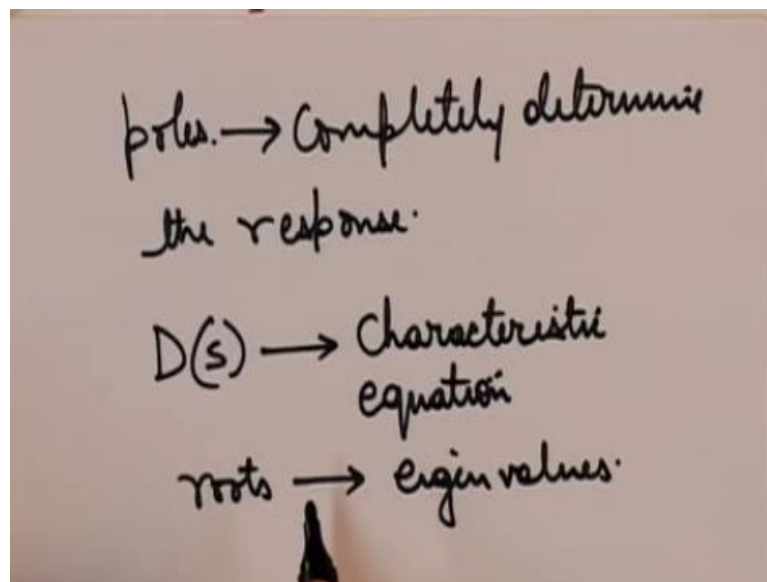 poles. → Completely determine
the response.
D(s) → Characteristic
equation
roots → eigen values.